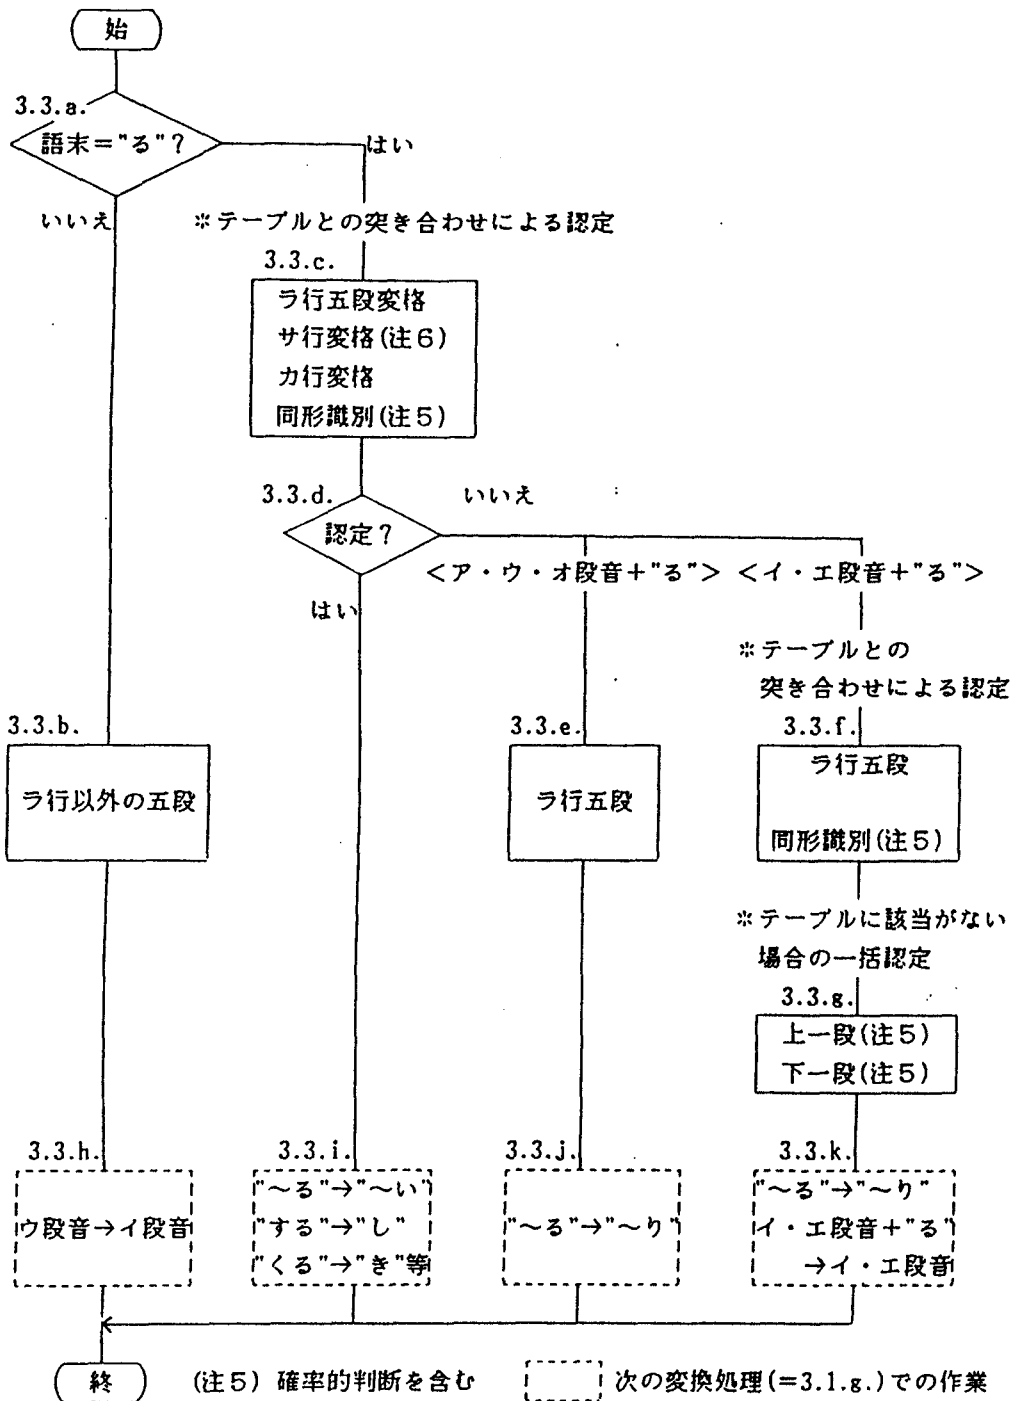 始
3.3.a.
語末="る"?
はい
いいえ
※テーブルとの突き合わせによる認定
3.3.c.
ラ行五段変格
サ行変格(注6)
カ行変格
同形識別(注5)
3.3.d.
認定?
いいえ
<ア・ウ・オ段音+"る"> <イ・エ段音+"る">
はい
※テーブルとの
突き合わせによる認定
3.3.b.
ラ行以外の五段
3.3.e.
ラ行五段
3.3.f.
ラ行五段
同形識別(注5)
※テーブルに該当がない
場合の一括認定
3.3.g.
上一段(注5)
下一段(注5)
3.3.h.
ウ段音→イ段音
3.3.i.
"~る"→"~い"
"する"→"し"
"くる"→"き"等
3.3.j.
"~る"→"~り"
3.3.k.
"~る"→"~り"
イ・エ段音+"る"
→イ・エ段音
終
(注5) 確率的判断を含む
次の変換処理(=3.1.g.)での作業